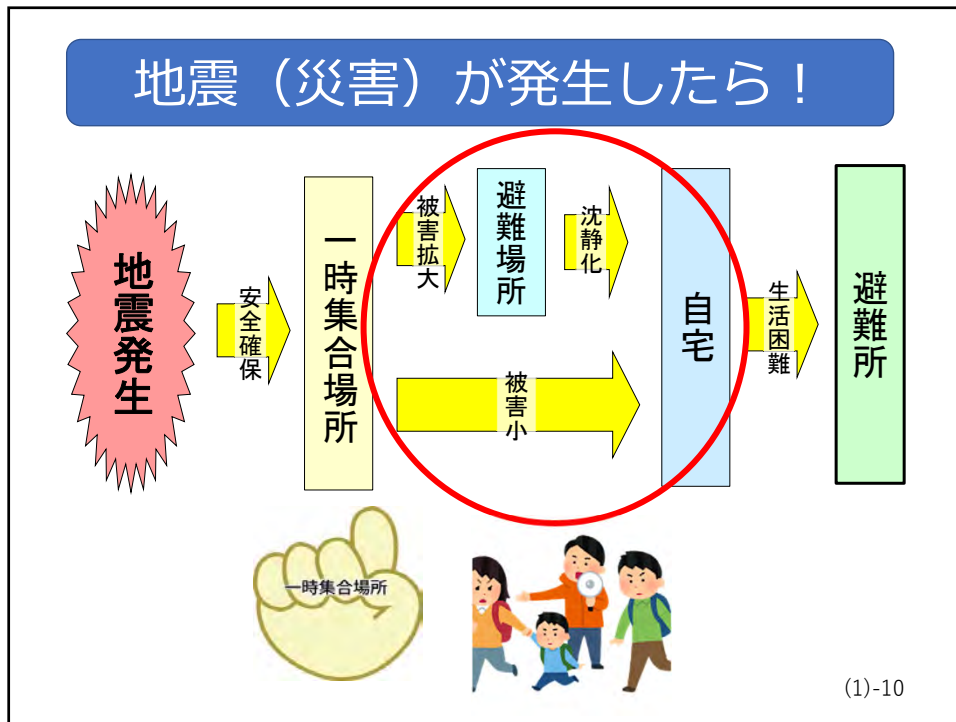 地震（災害）が発生したら！
地震発生
安全確保
一時集合場所
被害拡大
避難場所
沈静化
被害小
自宅
生活困難
避難所
一時集合場所
(1)-10